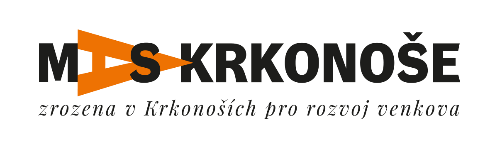 MAS KRKONOŠE
zrozena v Krkonoších pro rozvoj venkova